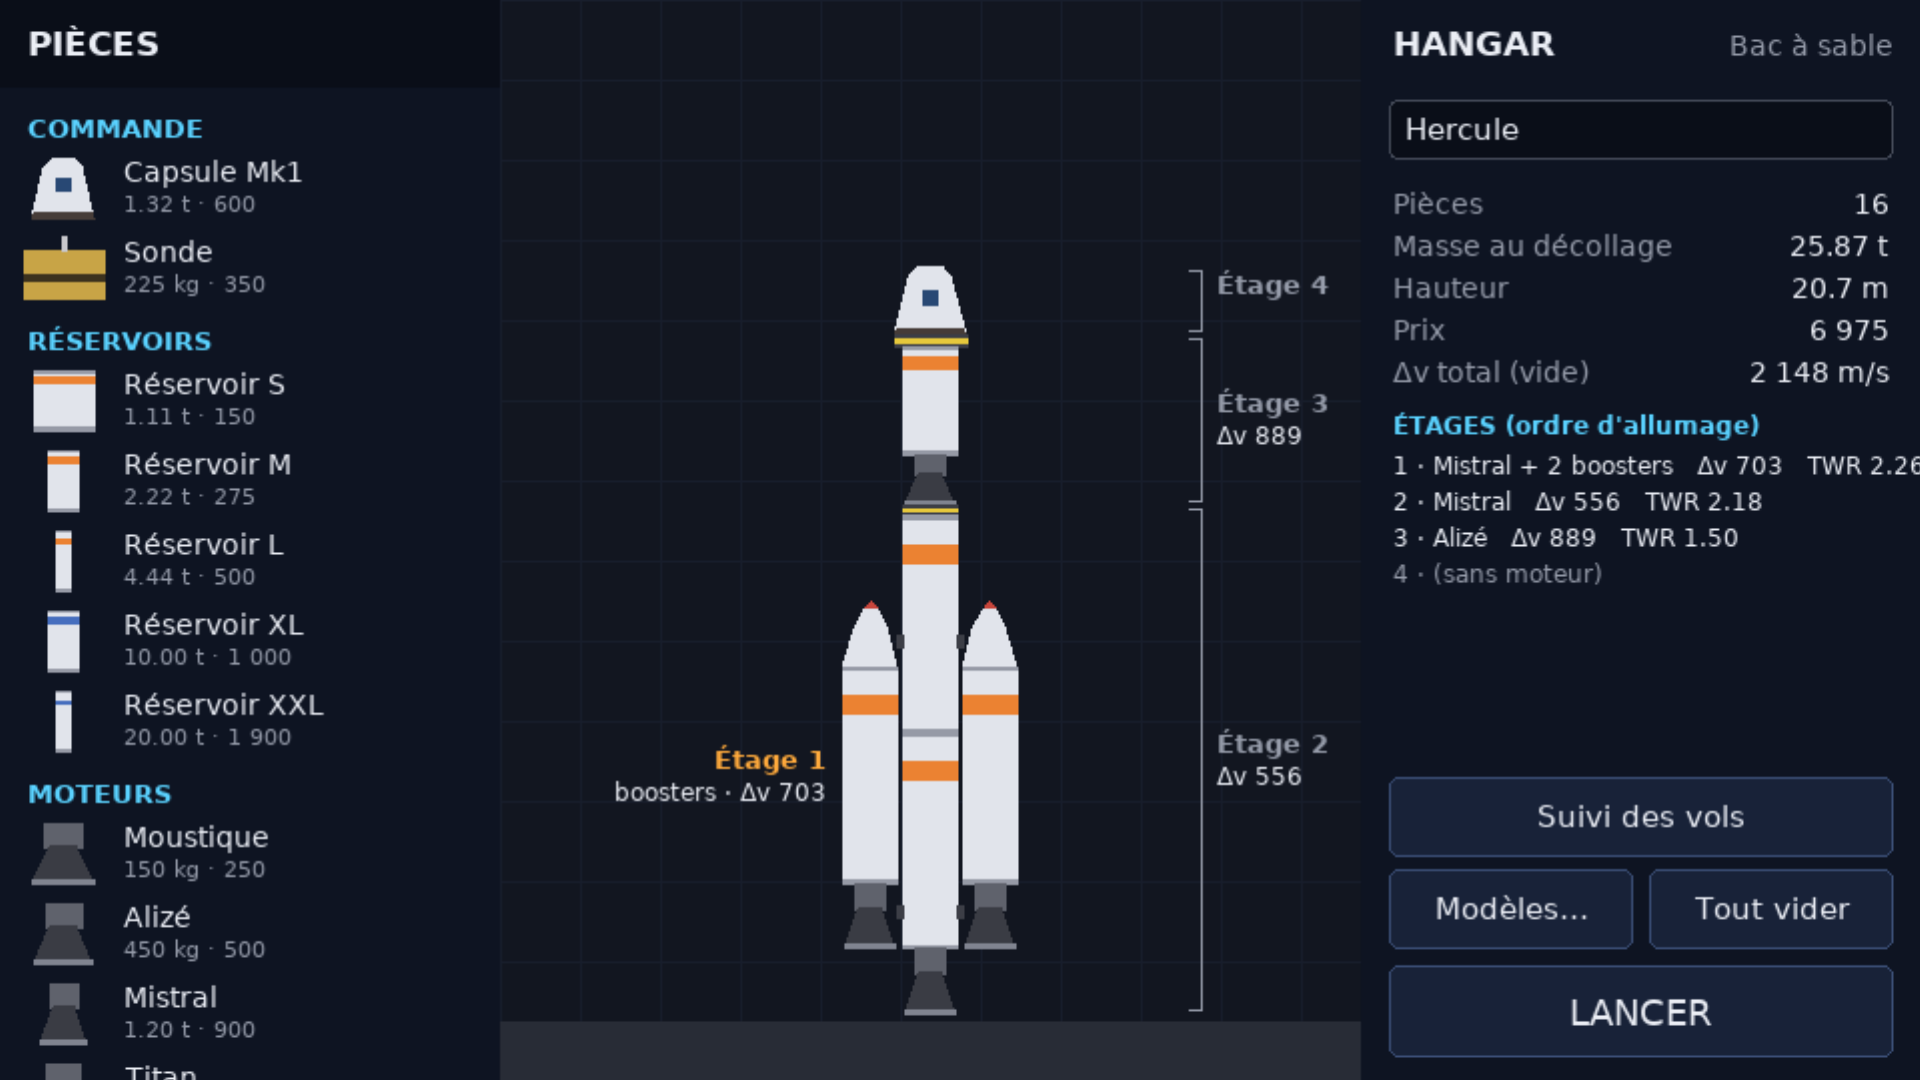 PIÈCES
COMMANDE
Capsule Mk1
1.32 t · 600
Sonde
225 kg · 350
RÉSERVOIRS
Réservoir S
1.11 t · 150
Réservoir M
2.22 t · 275
Réservoir L
4.44 t · 500
Réservoir XL
10.00 t · 1 000
Réservoir XXL
20.00 t · 1 900
MOTEURS
Moustique
150 kg · 250
Alizé
450 kg · 500
Mistral
1.20 t · 900
Titan
Étage 4
Étage 3
Δv 889
Étage 1
boosters · Δv 703
Étage 2
Δv 556
HANGAR Bac à sable
Hercule
Pièces 16
Masse au décollage 25.87 t
Hauteur 20.7 m
Prix 6 975
Δv total (vide) 2 148 m/s
ÉTAGES (ordre d'allumage)
1 · Mistral + 2 boosters Δv 703 TWR 2.26
2 · Mistral Δv 556 TWR 2.18
3 · Alizé Δv 889 TWR 1.50
4 · (sans moteur)
Suivi des vols
Modèles... Tout vider
LANCER